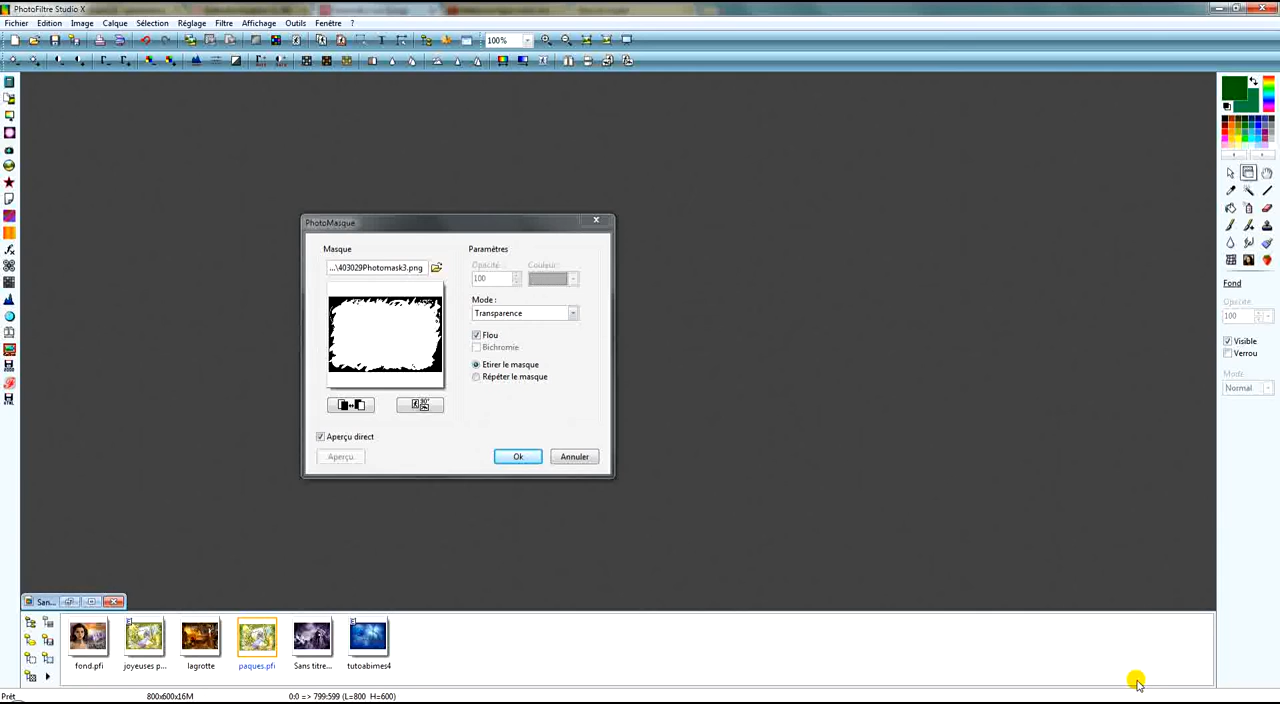 PhotoFiltre Studio X
Fichier Edition Image Calque Sélection Réglage Filtre Affichage Outils Fenêtre ?
100%
PhotoMasque
Masque
Paramètres
...\403029Photomask3.png
Opacité :
Couleur :
100
Mode :
Transparence
Flou
Bichromie
Etirer le masque
Répéter le masque
90°
Aperçu direct
Aperçu
Ok
Annuler
Fond
Opacité :
100
Visible
Verrou
Mode :
Normal
San...
fond.pfi
joyeuses p...
lagrotte
paques.pfi
Sans titre...
tutoabimes4
Prêt
800x600x16M
0:0 => 799:599 (L=800 H=600)